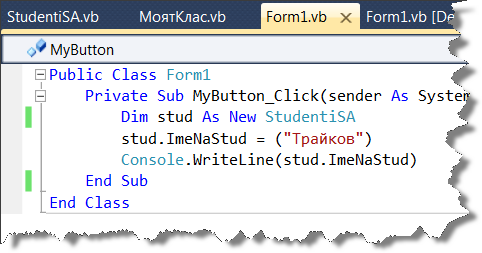 StudentiSA.vb МоятКлас.vb Form1.vb Form1.vb [De
MyButton
Public Class Form1
Private Sub MyButton_Click(sender As System
Dim stud As New StudentiSA
stud.ImeNaStud = ("Трайков")
Console.WriteLine(stud.ImeNaStud)
End Sub
End Class